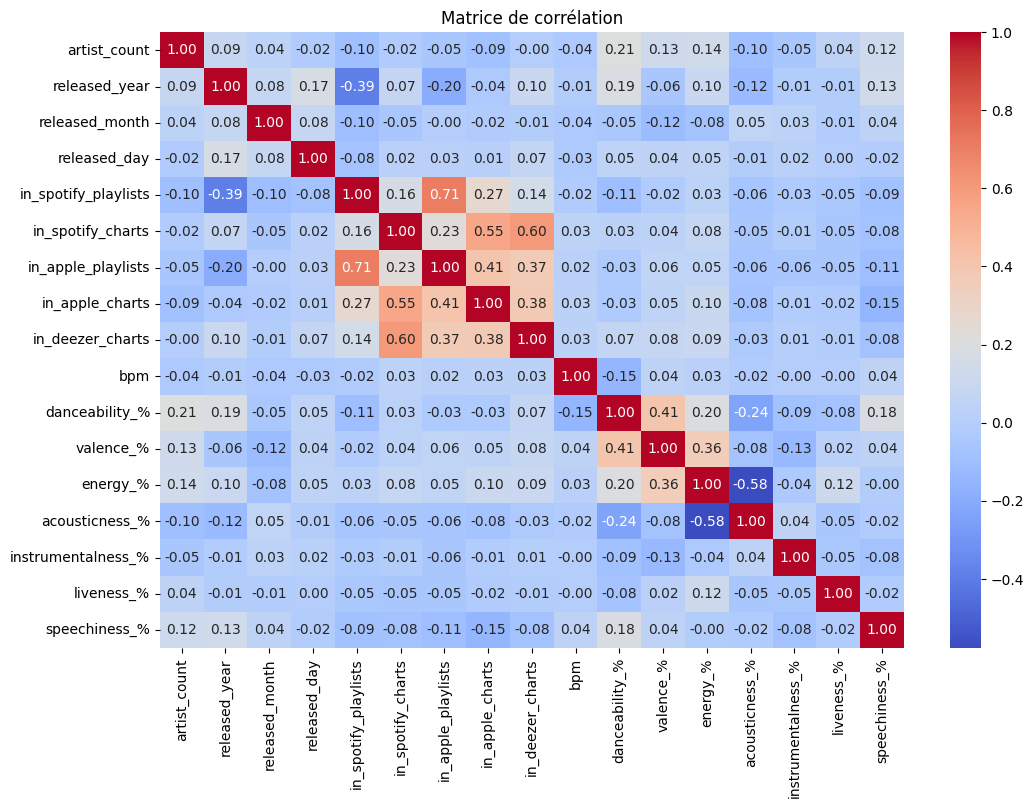 Matrice de corrélation
artist_count 1.00 0.09 0.04 -0.02 -0.10 -0.02 -0.05 -0.09 -0.00 -0.04 0.21 0.13 0.14 -0.10 -0.05 0.04 0.12
released_year 0.09 1.00 0.08 0.17 -0.39 0.07 -0.20 -0.04 0.10 -0.01 0.19 -0.06 0.10 -0.12 -0.01 -0.01 0.13
released_month 0.04 0.08 1.00 0.08 -0.10 -0.05 -0.00 -0.02 -0.01 -0.04 -0.05 -0.12 -0.08 0.05 0.03 -0.01 0.04
released_day -0.02 0.17 0.08 1.00 -0.08 0.02 0.03 0.01 0.07 -0.03 0.05 0.04 0.05 -0.01 0.02 0.00 -0.02
in_spotify_playlists -0.10 -0.39 -0.10 -0.08 1.00 0.16 0.71 0.27 0.14 -0.02 -0.11 -0.02 0.03 -0.06 -0.03 -0.05 -0.09
in_spotify_charts -0.02 0.07 -0.05 0.02 0.16 1.00 0.23 0.55 0.60 0.03 0.03 0.04 0.08 -0.05 -0.01 -0.05 -0.08
in_apple_playlists -0.05 -0.20 -0.00 0.03 0.71 0.23 1.00 0.41 0.37 0.02 -0.03 0.06 0.05 -0.06 -0.06 -0.05 -0.11
in_apple_charts -0.09 -0.04 -0.02 0.01 0.27 0.55 0.41 1.00 0.38 0.03 -0.03 0.05 0.10 -0.08 -0.01 -0.02 -0.15
in_deezer_charts -0.00 0.10 -0.01 0.07 0.14 0.60 0.37 0.38 1.00 0.03 0.07 0.08 0.09 -0.03 0.01 -0.01 -0.08
bpm -0.04 -0.01 -0.04 -0.03 -0.02 0.03 0.02 0.03 0.03 1.00 -0.15 0.04 0.03 -0.02 -0.00 -0.00 0.04
danceability_% 0.21 0.19 -0.05 0.05 -0.11 0.03 -0.03 -0.03 0.07 -0.15 1.00 0.41 0.20 -0.24 -0.09 -0.08 0.18
valence_% 0.13 -0.06 -0.12 0.04 -0.02 0.04 0.06 0.05 0.08 0.04 0.41 1.00 0.36 -0.08 -0.13 0.02 0.04
energy_% 0.14 0.10 -0.08 0.05 0.03 0.08 0.05 0.10 0.09 0.03 0.20 0.36 1.00 -0.58 -0.04 0.12 -0.00
acousticness_% -0.10 -0.12 0.05 -0.01 -0.06 -0.05 -0.06 -0.08 -0.03 -0.02 -0.24 -0.08 -0.58 1.00 0.04 -0.05 -0.02
instrumentalness_% -0.05 -0.01 0.03 0.02 -0.03 -0.01 -0.06 -0.01 0.01 -0.00 -0.09 -0.13 -0.04 0.04 1.00 -0.05 -0.08
liveness_% 0.04 -0.01 -0.01 0.00 -0.05 -0.05 -0.05 -0.02 -0.01 -0.00 -0.08 0.02 0.12 -0.05 -0.05 1.00 -0.02
speechiness_% 0.12 0.13 0.04 -0.02 -0.09 -0.08 -0.11 -0.15 -0.08 0.04 0.18 0.04 -0.00 -0.02 -0.08 -0.02 1.00
artist_count
released_year
released_month
released_day
in_spotify_playlists
in_spotify_charts
in_apple_playlists
in_apple_charts
in_deezer_charts
bpm
danceability_%
valence_%
energy_%
acousticness_%
instrumentalness_%
liveness_%
speechiness_%
1.0
0.8
0.6
0.4
0.2
0.0
-0.2
-0.4